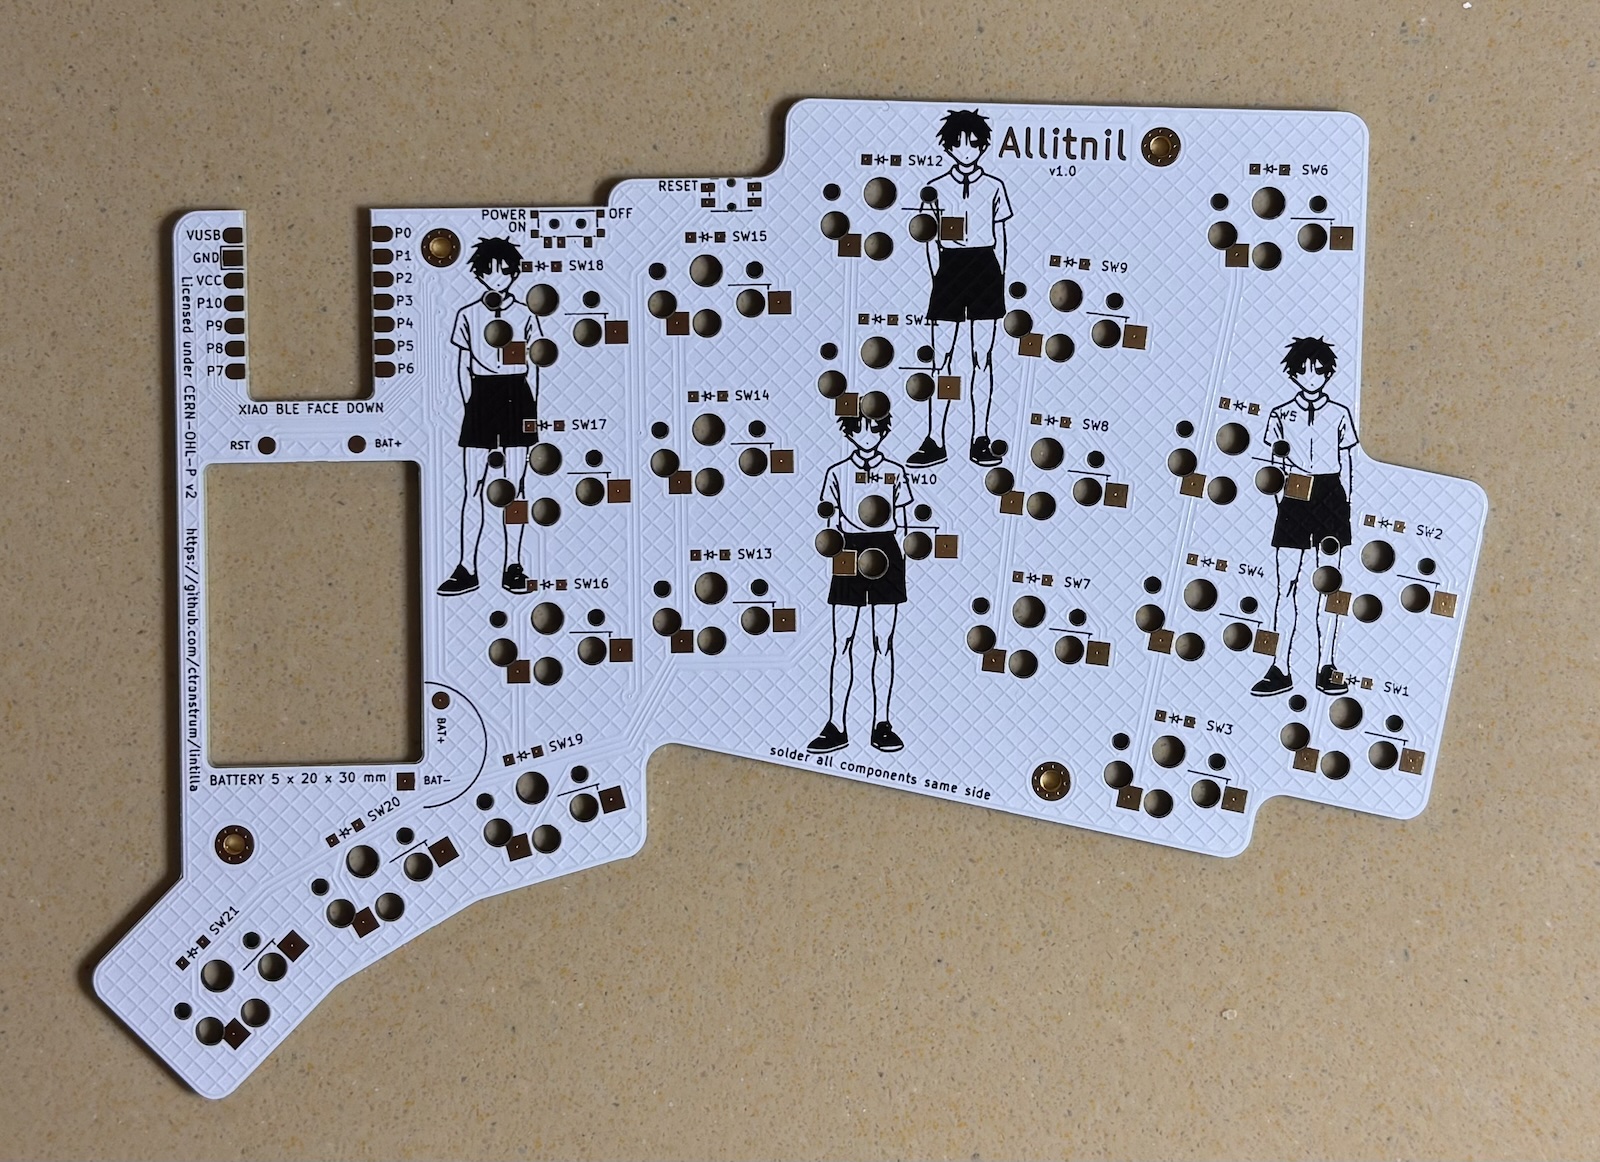 Allitnil
v1.0
SW12
SW6
RESET
POWER
ON
OFF
SW15
SW18
SW9
SW11
VUSB
GND
VCC
P10
P9
P8
P7
P0
P1
P2
P3
P4
P5
P6
XIAO BLE FACE DOWN
RST
BAT+
Licensed under CERN-OHL-P v2
https://github.com/ctranstrum/lintilla
SW17
SW14
SW8
SW5
SW10
SW2
SW16
SW13
SW7
SW4
SW1
SW3
BAT+
BAT-
BATTERY 5 x 20 x 30 mm
SW19
SW20
SW21
solder all components same side